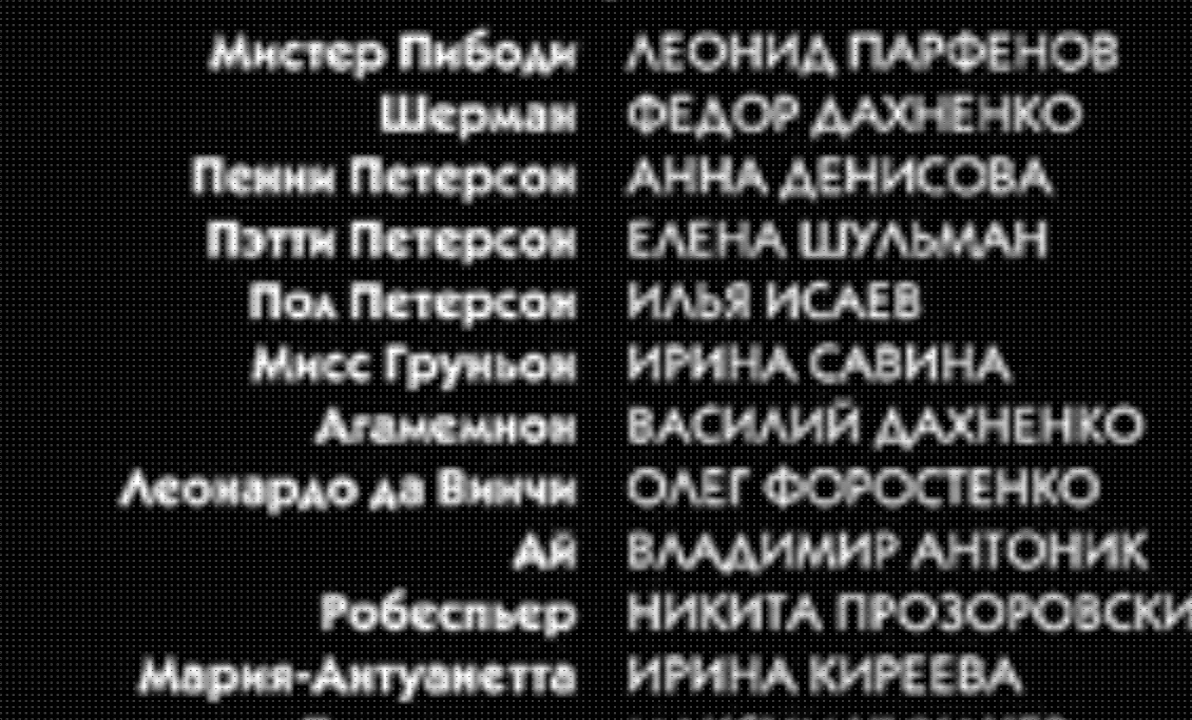 Мистер Пибоди ЛЕОНИД ПАРФЕНОВ
Шерман ФЕДОР ДАХНЕНКО
Пенни Петерсон АННА ДЕНИСОВА
Пэтти Петерсон ЕЛЕНА ШУЛЬМАН
Пол Петерсон ИЛЬЯ ИСАЕВ
Мисс Груньон ИРИНА САВИНА
Агамемнон ВАСИЛИЙ ДАХНЕНКО
Леонардо да Винчи ОЛЕГ ФОРОСТЕНКО
Ай ВЛАДИМИР АНТОНИК
Робеспьер НИКИТА ПРОЗОРОВСКИ
Мария-Антуанетта ИРИНА КИРЕЕВА